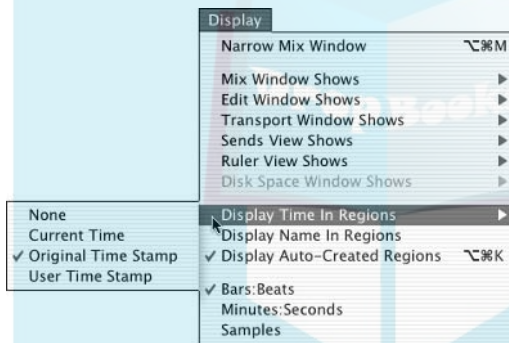 Display
Narrow Mix Window ⌥⌘M
Mix Window Shows
Edit Window Shows
Transport Window Shows
Sends View Shows
Ruler View Shows
Disk Space Window Shows
Display Time In Regions
Display Name In Regions
✓ Display Auto-Created Regions ⌥⌘K
✓ Bars:Beats
Minutes:Seconds
Samples
None
Current Time
✓ Original Time Stamp
User Time Stamp